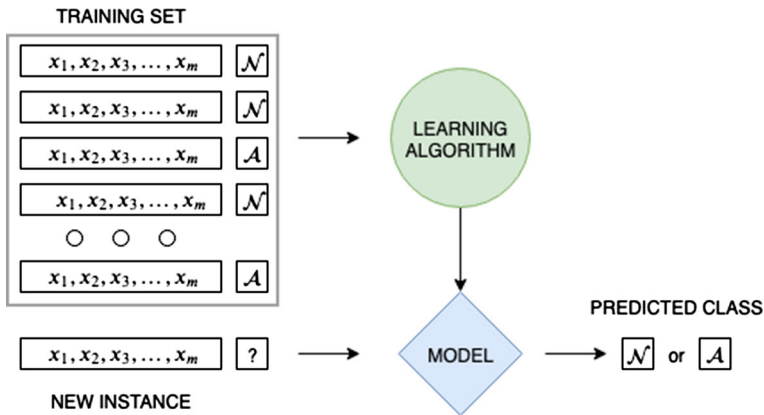 TRAINING SET
x₁, x₂, x₃, ..., xₘ 𝒩
x₁, x₂, x₃, ..., xₘ 𝒩
x₁, x₂, x₃, ..., xₘ 𝒜
x₁, x₂, x₃, ..., xₘ 𝒩
x₁, x₂, x₃, ..., xₘ 𝒜
LEARNING
ALGORITHM
x₁, x₂, x₃, ..., xₘ ?
NEW INSTANCE
MODEL
PREDICTED CLASS
𝒩 or 𝒜